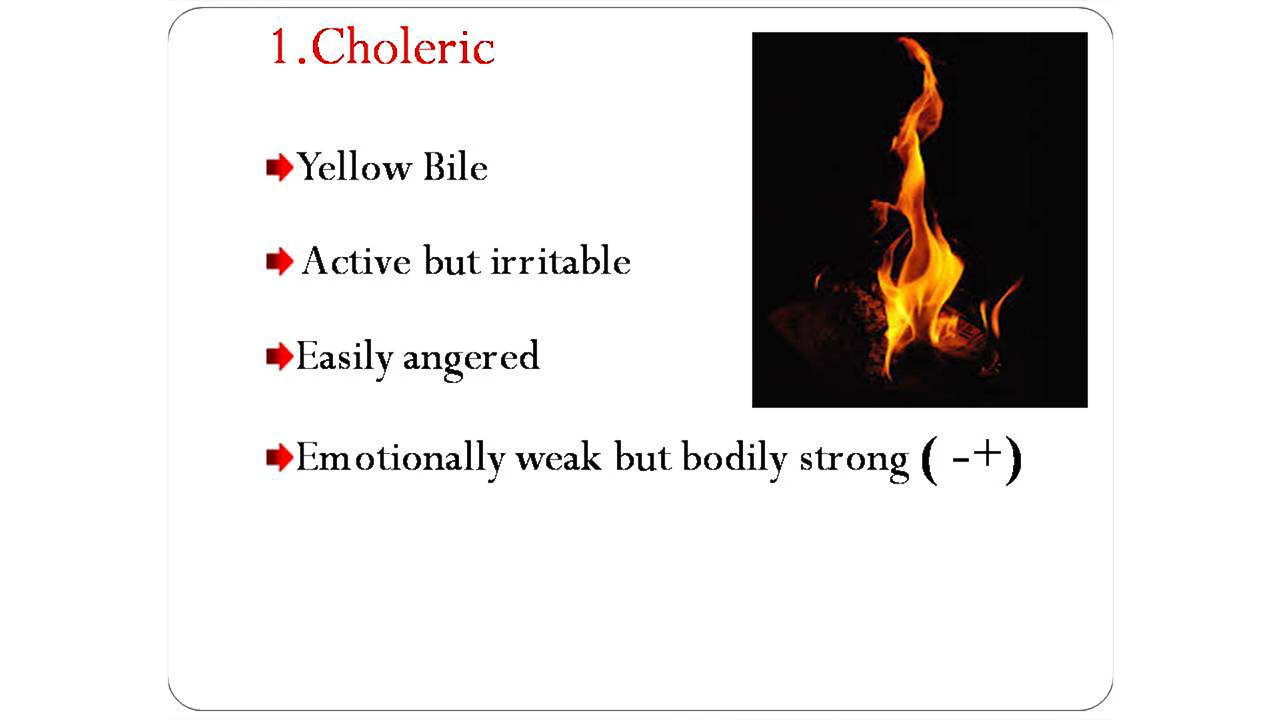 1.Choleric
Yellow Bile
Active but irritable
Easily angered
Emotionally weak but bodily strong ( -+)